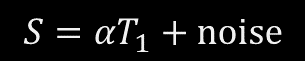 S = αT₁ + noise